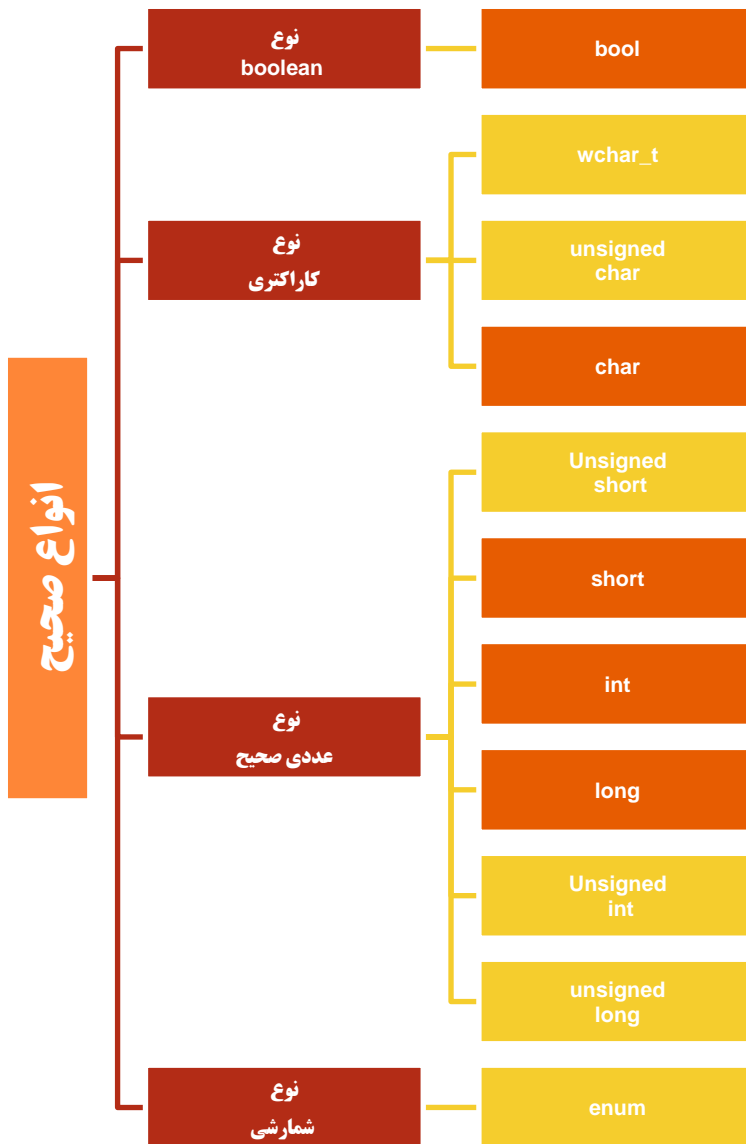 انواع صحیح
نوع
boolean
bool
نوع
کاراکتری
wchar_t
unsigned
char
char
نوع
عددی صحیح
Unsigned
short
short
int
long
Unsigned
int
unsigned
long
نوع
شمارشی
enum